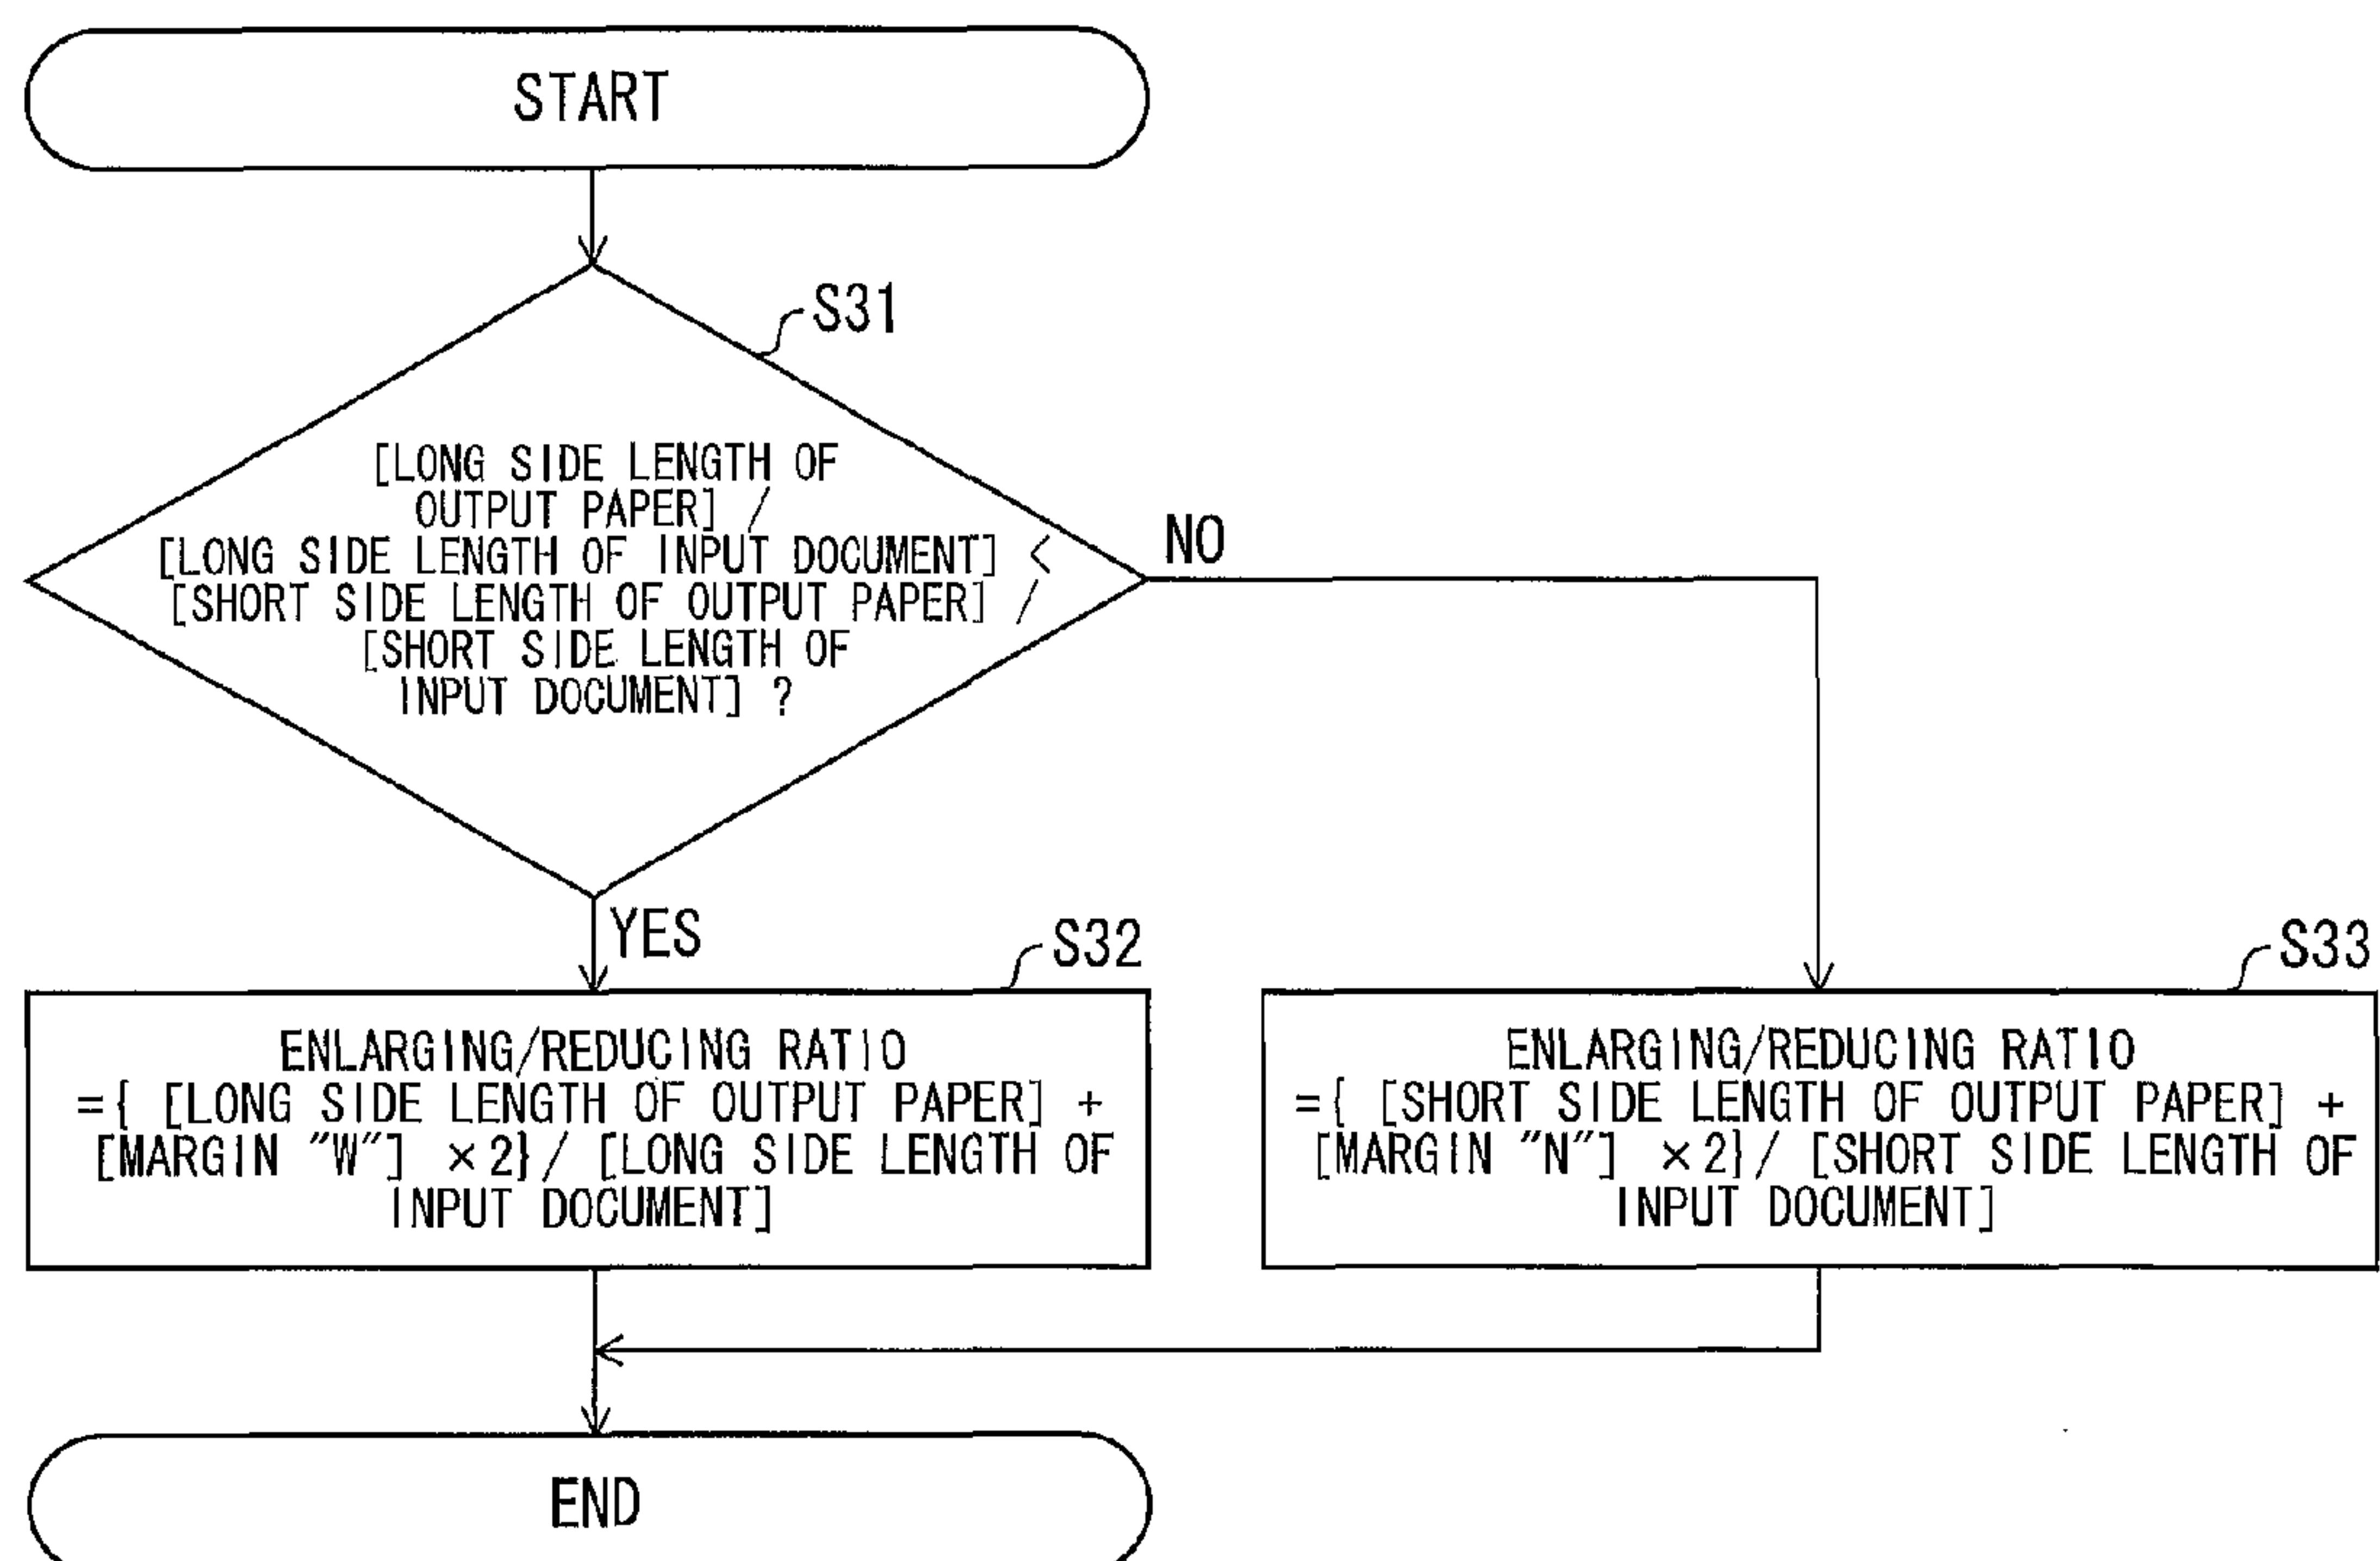 START
S31
[LONG SIDE LENGTH OF
OUTPUT PAPER] /
[LONG SIDE LENGTH OF INPUT DOCUMENT] <
[SHORT SIDE LENGTH OF OUTPUT PAPER] /
[SHORT SIDE LENGTH OF
INPUT DOCUMENT] ?
NO
YES
S32
ENLARGING/REDUCING RATIO
={ [LONG SIDE LENGTH OF OUTPUT PAPER] +
[MARGIN "W"] ×2}/ [LONG SIDE LENGTH OF
INPUT DOCUMENT]
S33
ENLARGING/REDUCING RATIO
={ [SHORT SIDE LENGTH OF OUTPUT PAPER] +
[MARGIN "N"] ×2}/ [SHORT SIDE LENGTH OF
INPUT DOCUMENT]
END